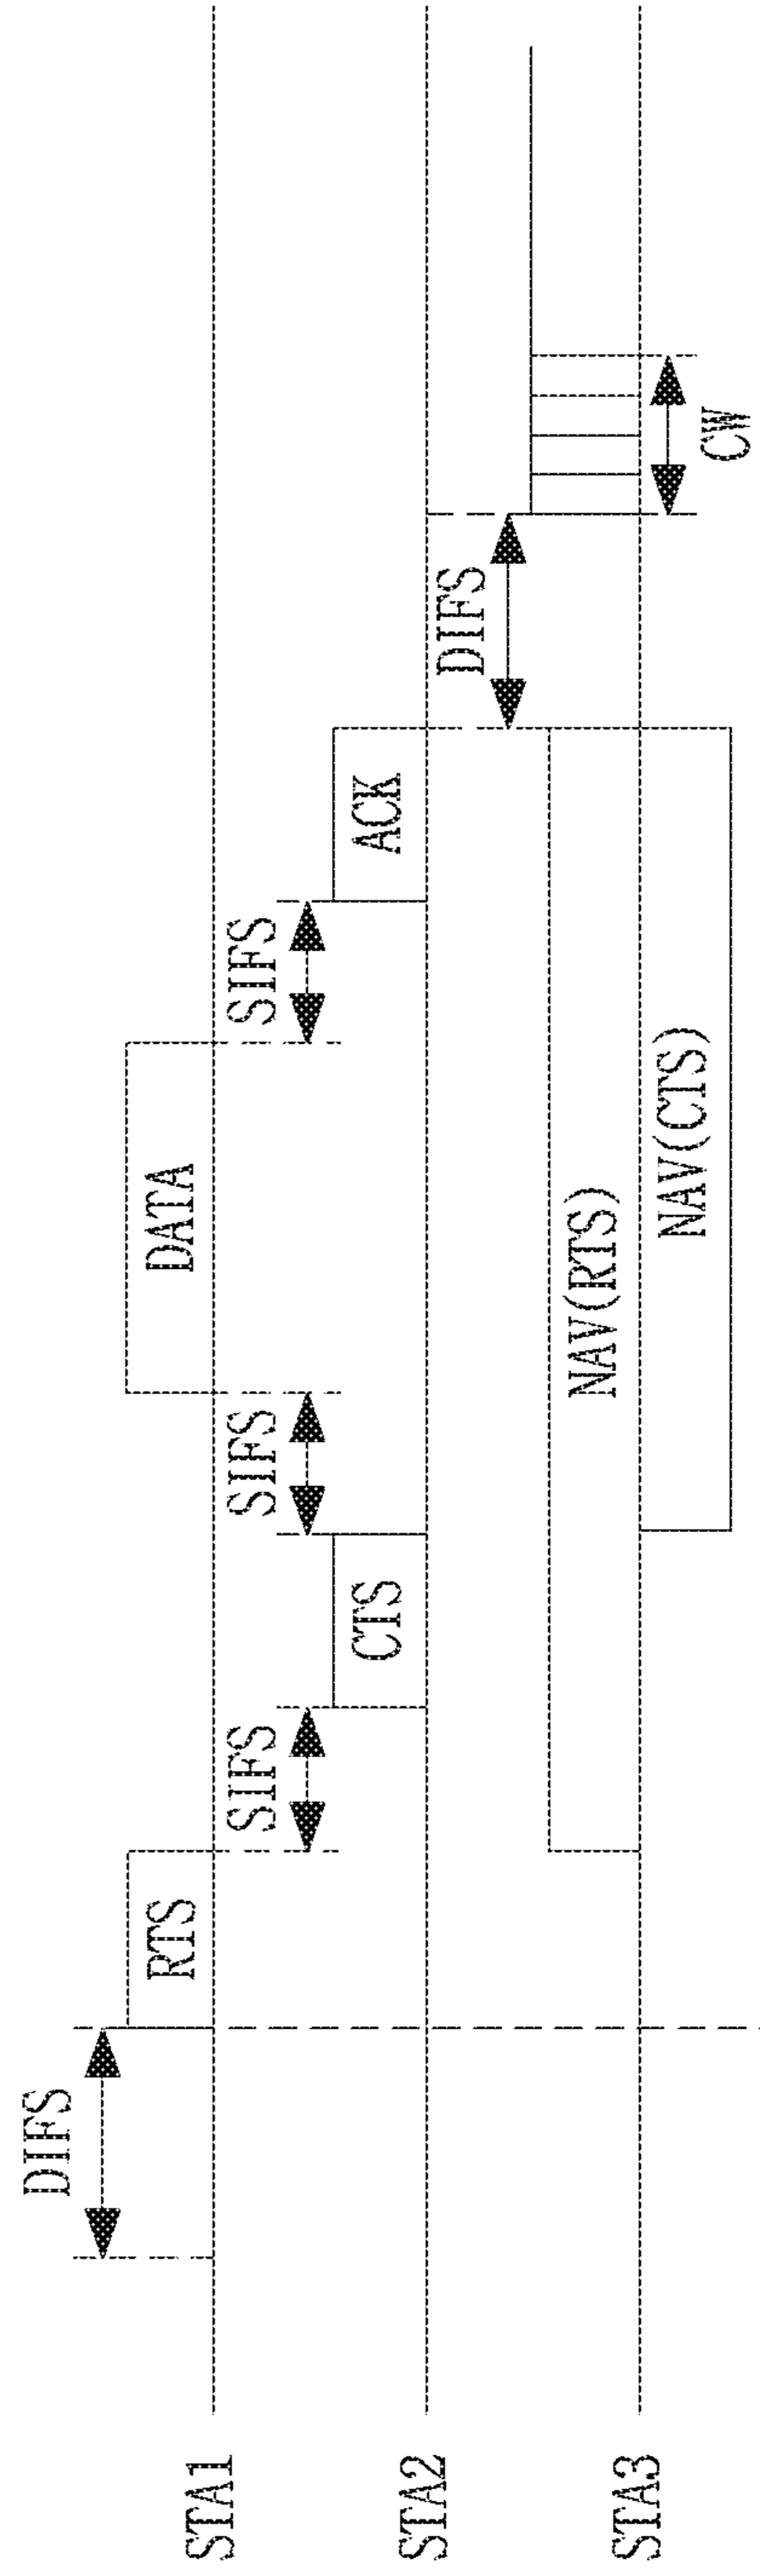 DIFS
RTS
SIFS
SIFS
DATA
SIFS
STA1
CTS
ACK
DIFS
STA2
NAV(RTS)
STA3
NAV(CTS)
CW